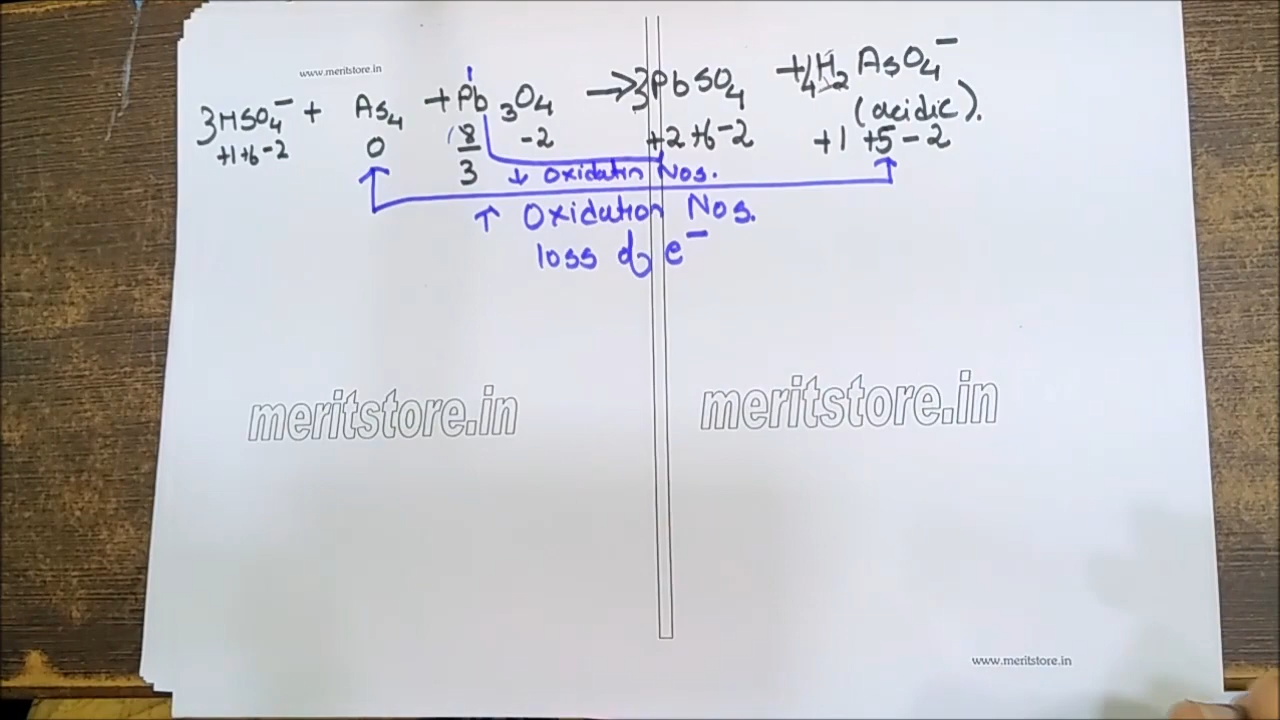 www.meritstore.in
3HSO4⁻ + As4 + Pb3O4 → 3PbSO4 + 4H2AsO4⁻
(acidic).
+1+6-2 0 8/3 -2 +2+6-2 +1 +5-2
↓ Oxidatin Nos.
↑ Oxidation Nos.
loss of e⁻
meritstore.in meritstore.in
www.meritstore.in